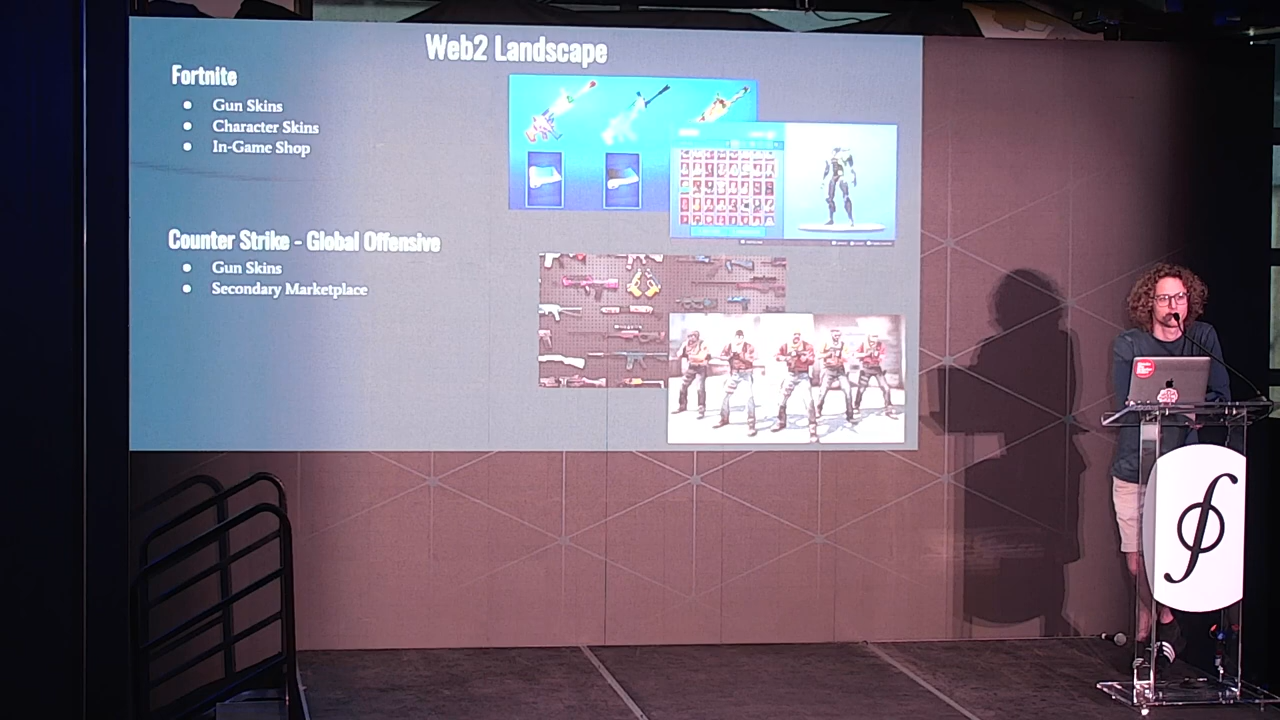 Web2 Landscape
Fortnite
Gun Skins
Character Skins
In-Game Shop
Counter Strike - Global Offensive
Gun Skins
Secondary Marketplace